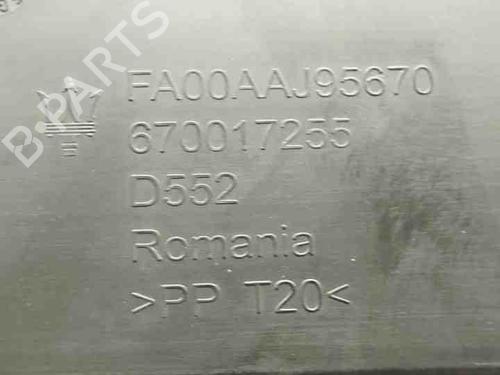 B-PARTS
FA00AAJ95670
670017255
D552
Romania
>PP T20<